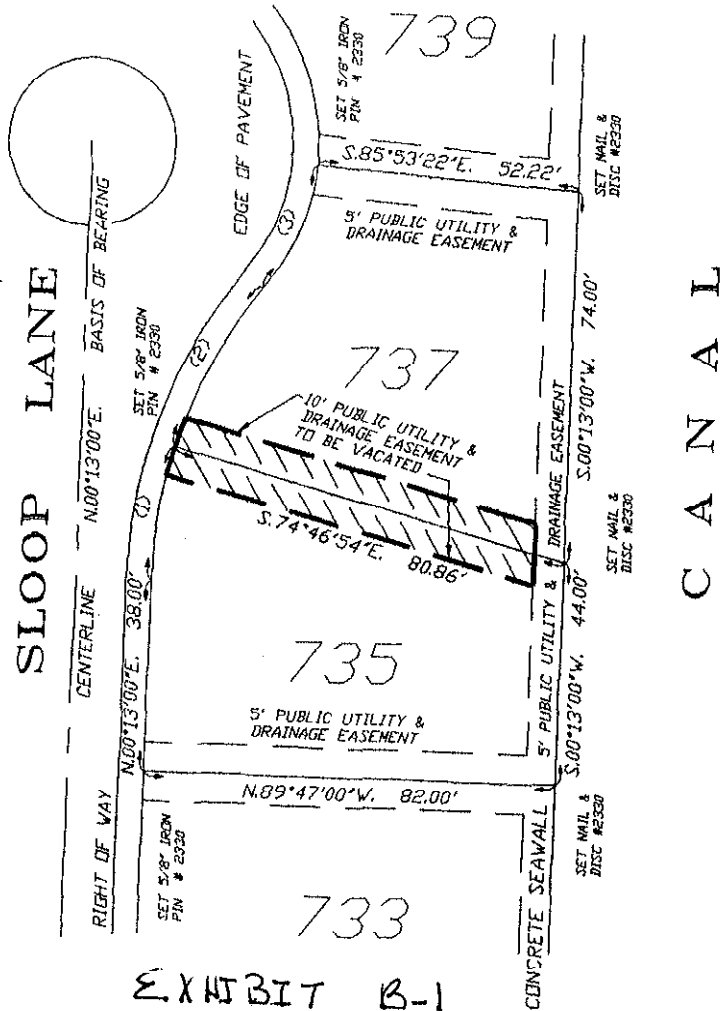 739
SET 5/8" IRON
PIN # 2330
EDGE OF PAVEMENT
S.85°53'22"E. 52.22'
SET NAIL &
DISC #2330
5' PUBLIC UTILITY &
DRAINAGE EASEMENT
(3)
SLOOP LANE
CENTERLINE N.00°13'00"E. BASIS OF BEARING
SET 5/8" IRON
PIN # 2330
(2)
737
S.00°13'00"W. 74.00'
CANAL
10' PUBLIC UTILITY &
DRAINAGE EASEMENT
TO BE VACATED
(1)
S.74°46'54"E. 80.86'
5' PUBLIC UTILITY & DRAINAGE EASEMENT
SET NAIL &
DISC #2330
N.00°13'00"E. 38.00'
735
S.00°13'00"W. 44.00'
5' PUBLIC UTILITY &
DRAINAGE EASEMENT
N.89°47'00"W. 82.00'
RIGHT OF WAY
SET 5/8" IRON
PIN # 2330
SET NAIL &
DISC #2330
733
CONCRETE SEAWALL
EXHIBIT B-1